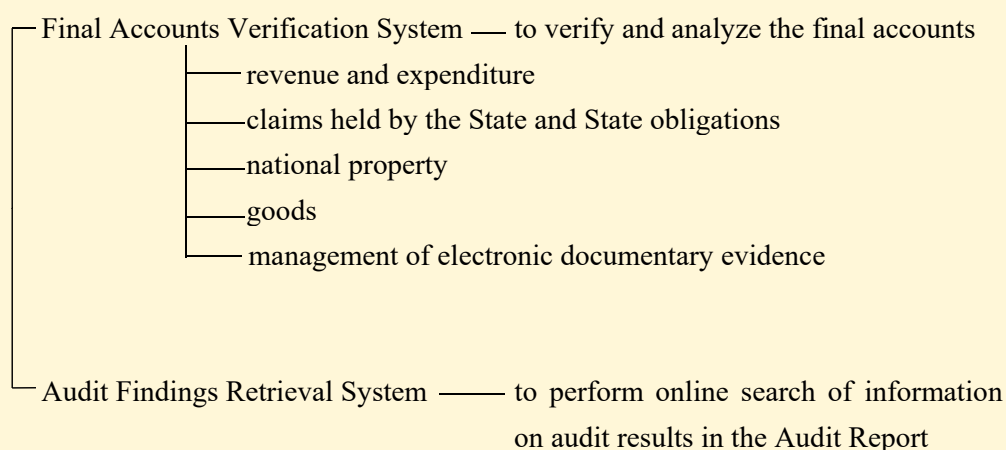 Final Accounts Verification System — to verify and analyze the final accounts
revenue and expenditure
claims held by the State and State obligations
national property
goods
management of electronic documentary evidence
Audit Findings Retrieval System — to perform online search of information
on audit results in the Audit Report